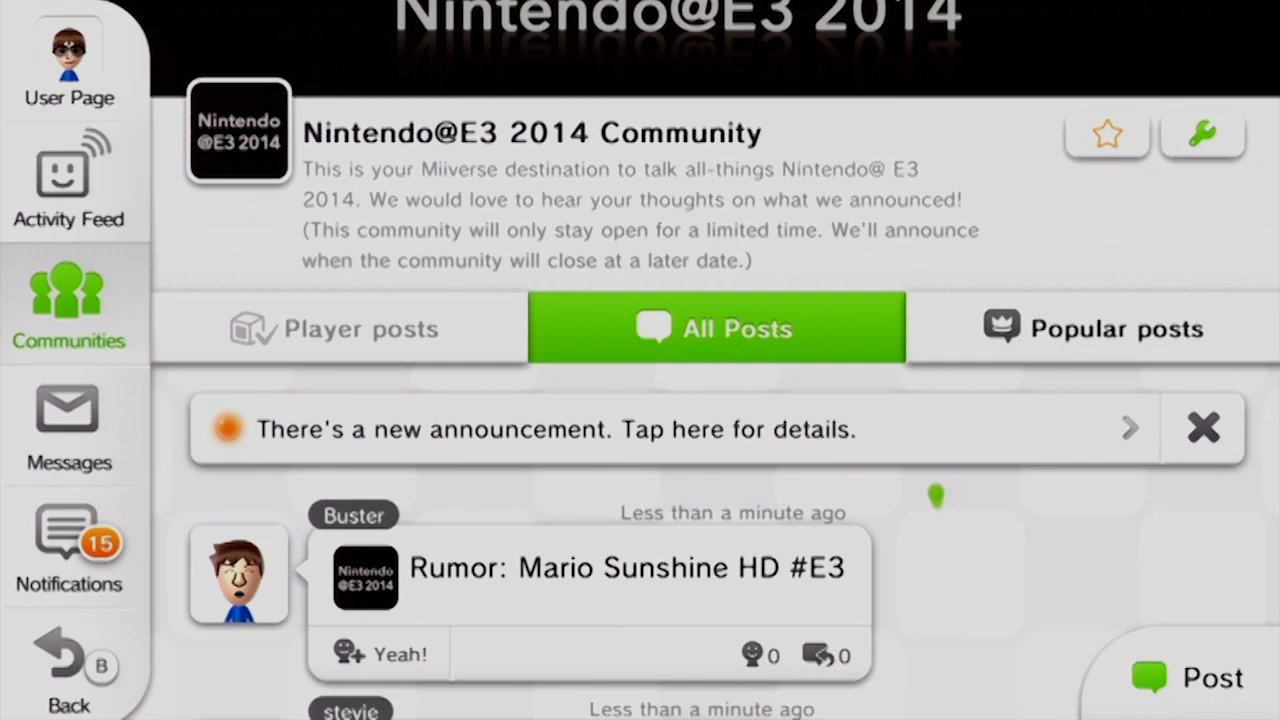 Nintendo@E3 2014
User Page
Activity Feed
Communities
Messages
15
Notifications
B
Back
Nintendo
@E3 2014
Nintendo@E3 2014 Community
This is your Miiverse destination to talk all-things Nintendo@ E3
2014. We would love to hear your thoughts on what we announced!
(This community will only stay open for a limited time. We'll announce
when the community will close at a later date.)
Player posts
All Posts
Popular posts
There's a new announcement. Tap here for details.
Buster
Less than a minute ago
Nintendo
@E3 2014
Rumor: Mario Sunshine HD #E3
Yeah!
0
0
stevie
Less than a minute ago
Post